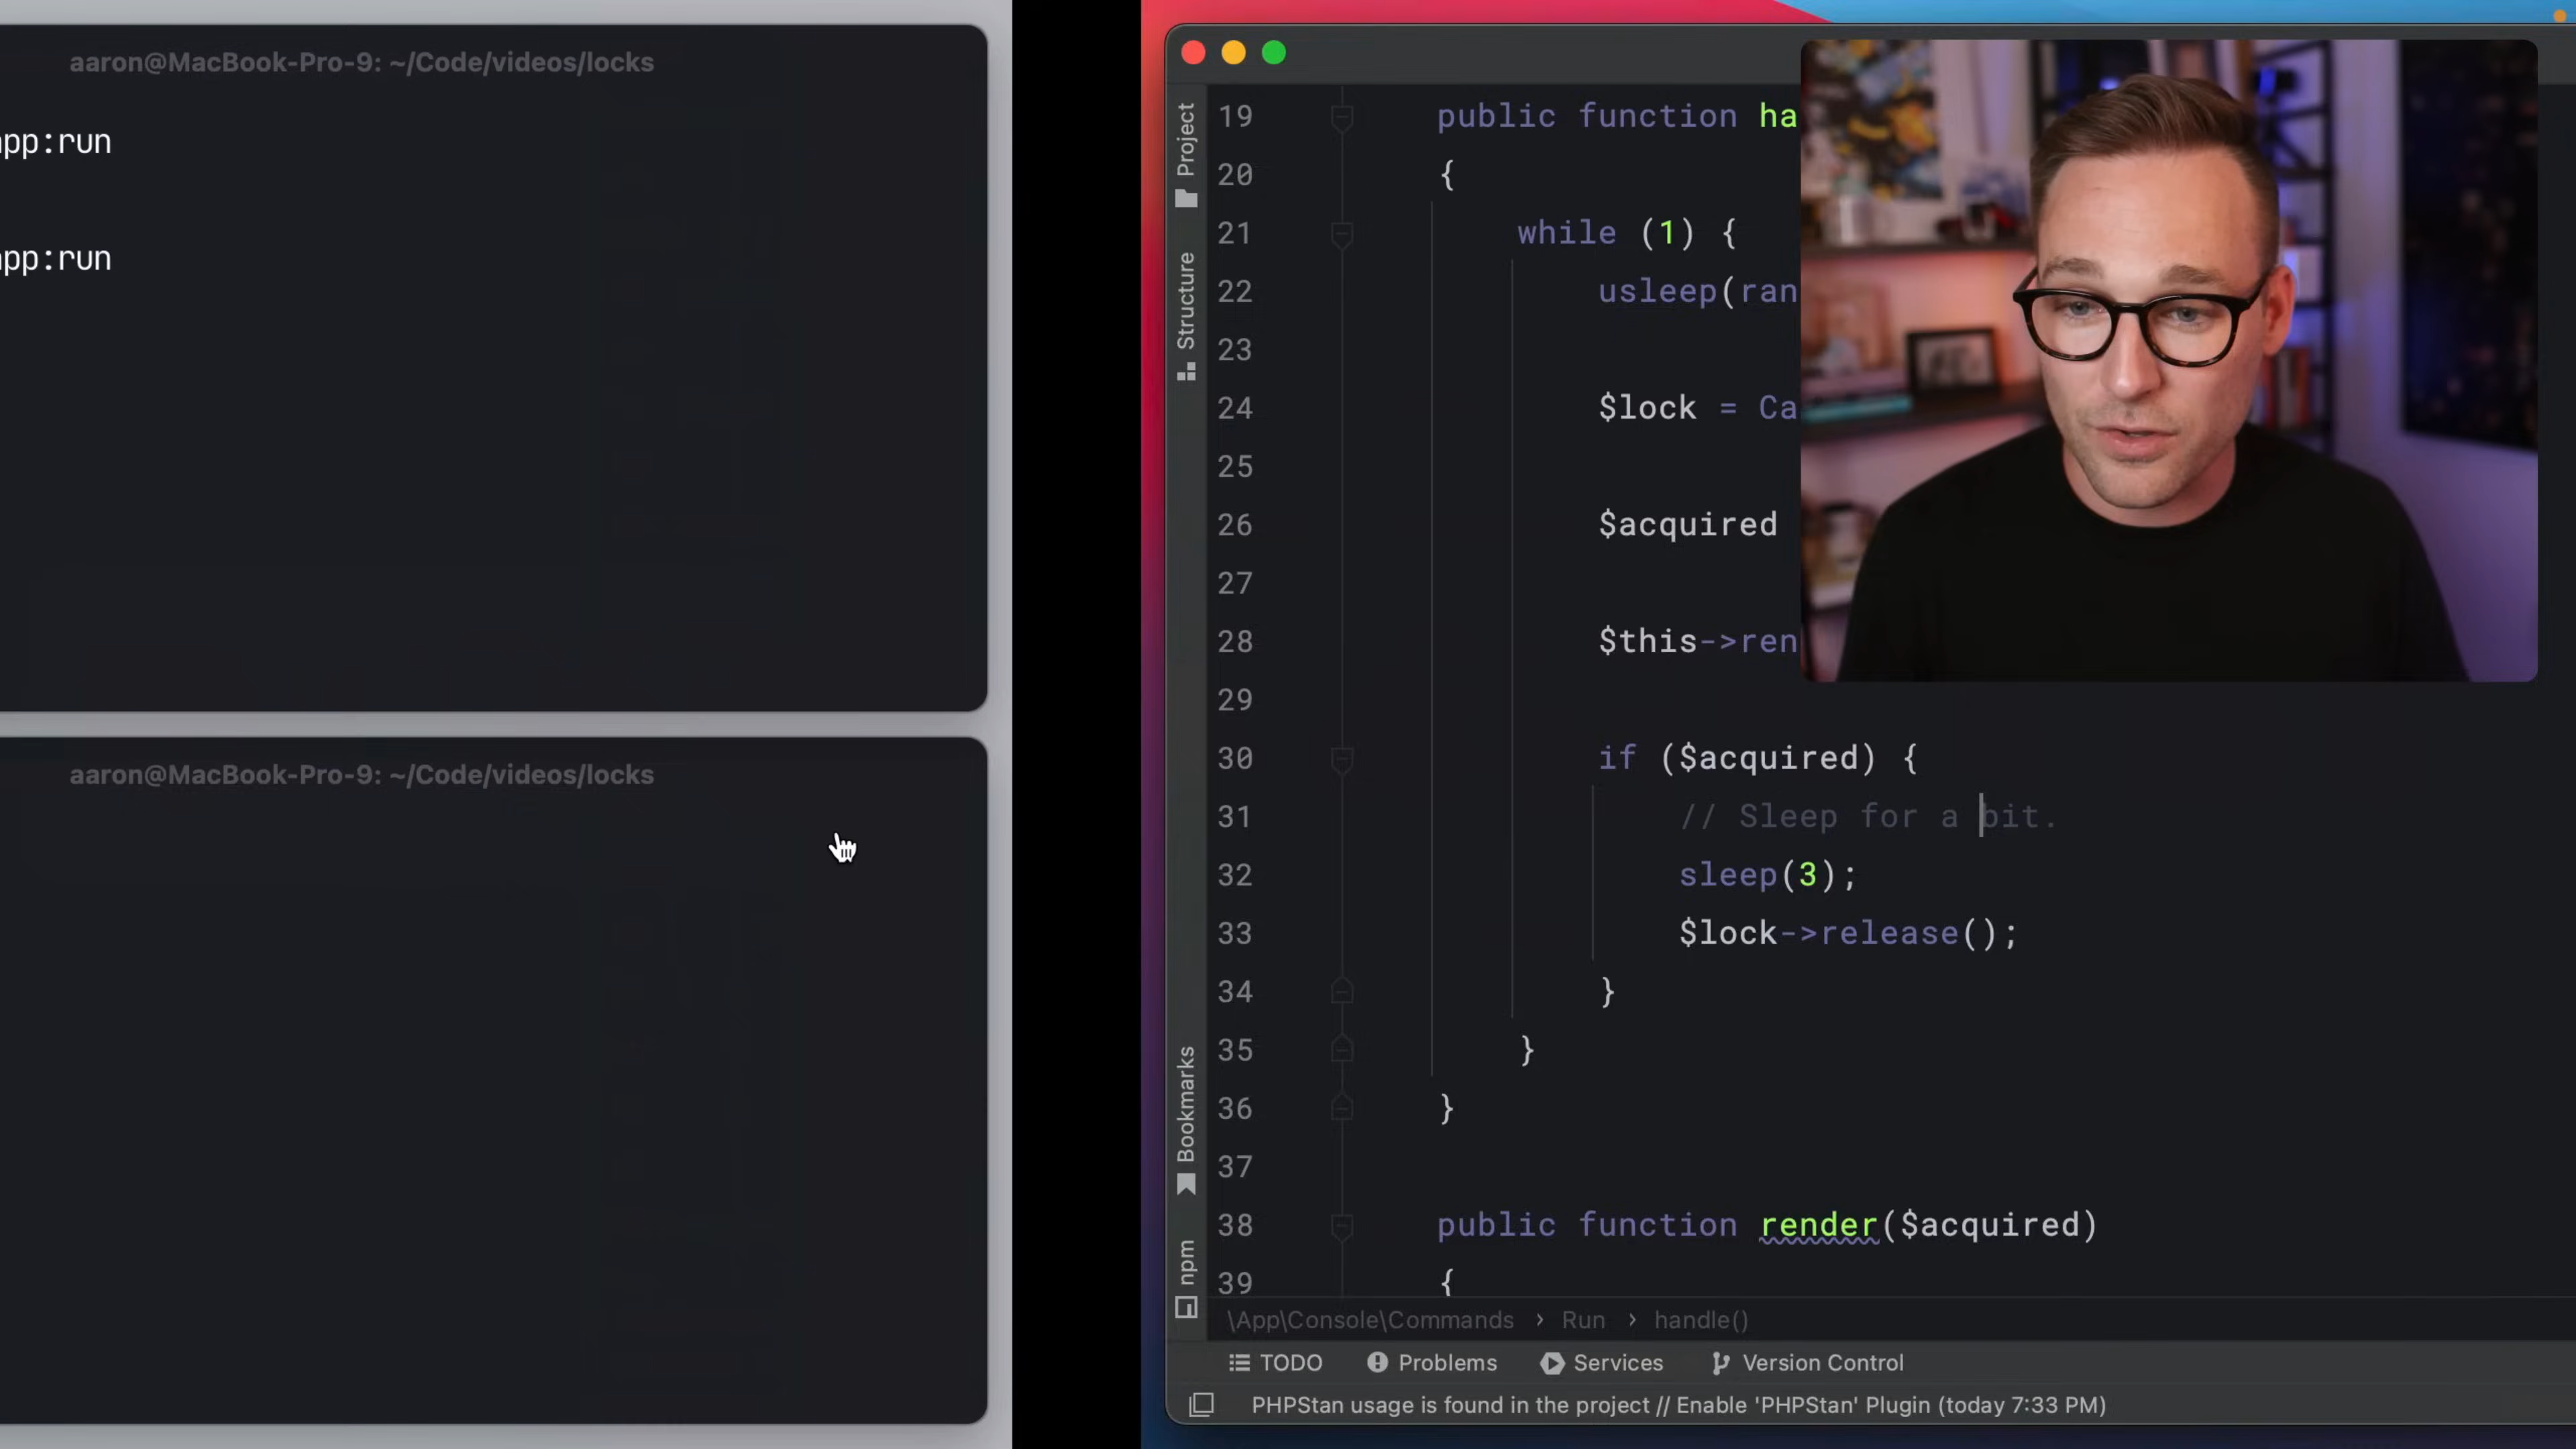 aaron@MacBook-Pro-9: ~/Code/videos/locks
app:run
app:run
aaron@MacBook-Pro-9: ~/Code/videos/locks
Project
Structure
Bookmarks
npm
19 public function ha
20 {
21 while (1) {
22 usleep(ran
23
24 $lock = Ca
25
26 $acquired
27
28 $this->ren
29
30 if ($acquired) {
31 // Sleep for a bit.
32 sleep(3);
33 $lock->release();
34 }
35 }
36 }
37
38 public function render($acquired)
39 {
\App\Console\Commands › Run › handle()
TODO Problems Services Version Control
PHPStan usage is found in the project // Enable 'PHPStan' Plugin (today 7:33 PM)